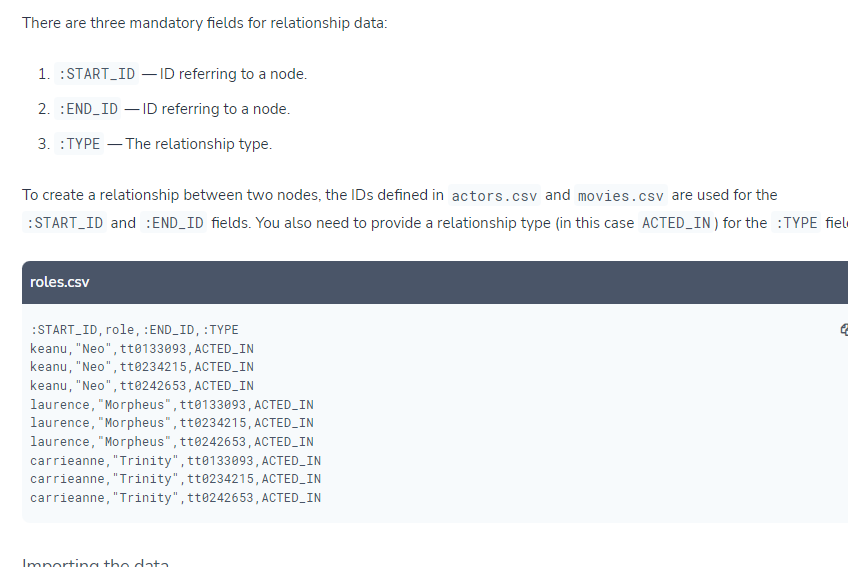 There are three mandatory fields for relationship data:
1. :START_ID — ID referring to a node.
2. :END_ID — ID referring to a node.
3. :TYPE — The relationship type.
To create a relationship between two nodes, the IDs defined in actors.csv and movies.csv are used for the
:START_ID and :END_ID fields. You also need to provide a relationship type (in this case ACTED_IN) for the :TYPE
roles.csv
:START_ID,role,:END_ID,:TYPE
keanu,"Neo",tt0133093,ACTED_IN
keanu,"Neo",tt0234215,ACTED_IN
keanu,"Neo",tt0242653,ACTED_IN
laurence,"Morpheus",tt0133093,ACTED_IN
laurence,"Morpheus",tt0234215,ACTED_IN
laurence,"Morpheus",tt0242653,ACTED_IN
carrieanne,"Trinity",tt0133093,ACTED_IN
carrieanne,"Trinity",tt0234215,ACTED_IN
carrieanne,"Trinity",tt0242653,ACTED_IN
Importing the data